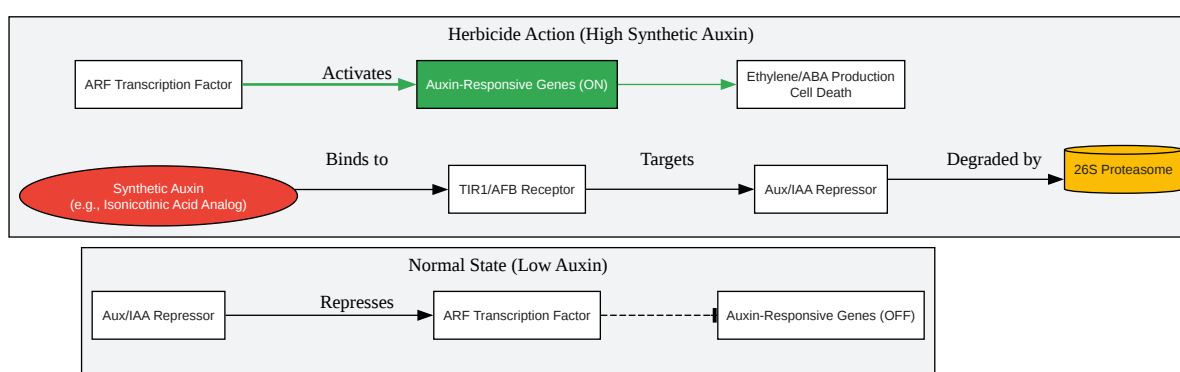 Herbicide Action (High Synthetic Auxin)
ARF Transcription Factor
Activates
Auxin-Responsive Genes (ON)
Ethylene/ABA Production
Cell Death
Synthetic Auxin
(e.g., Isonicotinic Acid Analog)
Binds to
TIR1/AFB Receptor
Targets
Aux/IAA Repressor
Degraded by
26S Proteasome
Normal State (Low Auxin)
Aux/IAA Repressor
Represses
ARF Transcription Factor
Auxin-Responsive Genes (OFF)